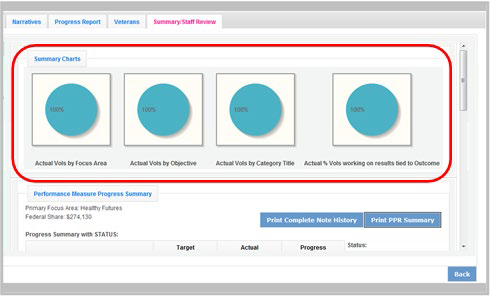 Narratives Progress Report Veterans Summary/Staff Review
Summary Charts
100% 100% 100% 100%
Actual Vols by Focus Area Actual Vols by Objective Actual Vols by Category Title Actual % Vols working on results tied to Outcome
Performance Measure Progress Summary
Primary Focus Area: Healthy Futures
Federal Share: $274,130
Print Complete Note History Print PPR Summary
Progress Summary with STATUS:
Target Actual Progress Status:
Back